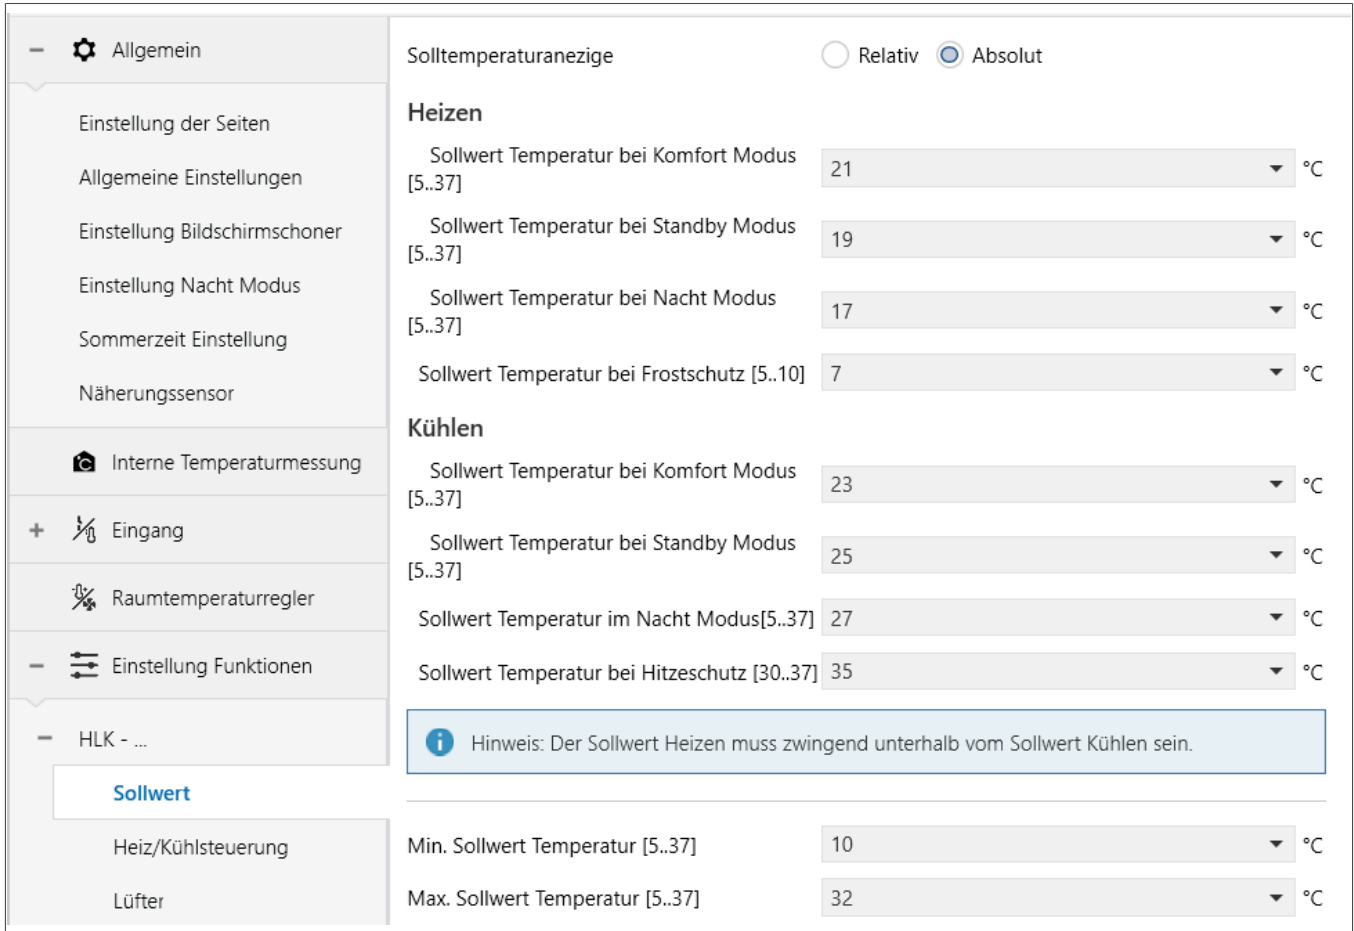 Allgemein
Einstellung der Seiten
Allgemeine Einstellungen
Einstellung Bildschirmschoner
Einstellung Nacht Modus
Sommerzeit Einstellung
Näherungssensor
Interne Temperaturmessung
Eingang
Raumtemperaturregler
Einstellung Funktionen
HLK - ...
Sollwert
Heiz/Kühlsteuerung
Lüfter
Solltemperaturanezige Relativ Absolut
Heizen
Sollwert Temperatur bei Komfort Modus
[5..37] 21 °C
Sollwert Temperatur bei Standby Modus
[5..37] 19 °C
Sollwert Temperatur bei Nacht Modus
[5..37] 17 °C
Sollwert Temperatur bei Frostschutz [5..10] 7 °C
Kühlen
Sollwert Temperatur bei Komfort Modus
[5..37] 23 °C
Sollwert Temperatur bei Standby Modus
[5..37] 25 °C
Sollwert Temperatur im Nacht Modus[5..37] 27 °C
Sollwert Temperatur bei Hitzeschutz [30..37] 35 °C
Hinweis: Der Sollwert Heizen muss zwingend unterhalb vom Sollwert Kühlen sein.
Min. Sollwert Temperatur [5..37] 10 °C
Max. Sollwert Temperatur [5..37] 32 °C